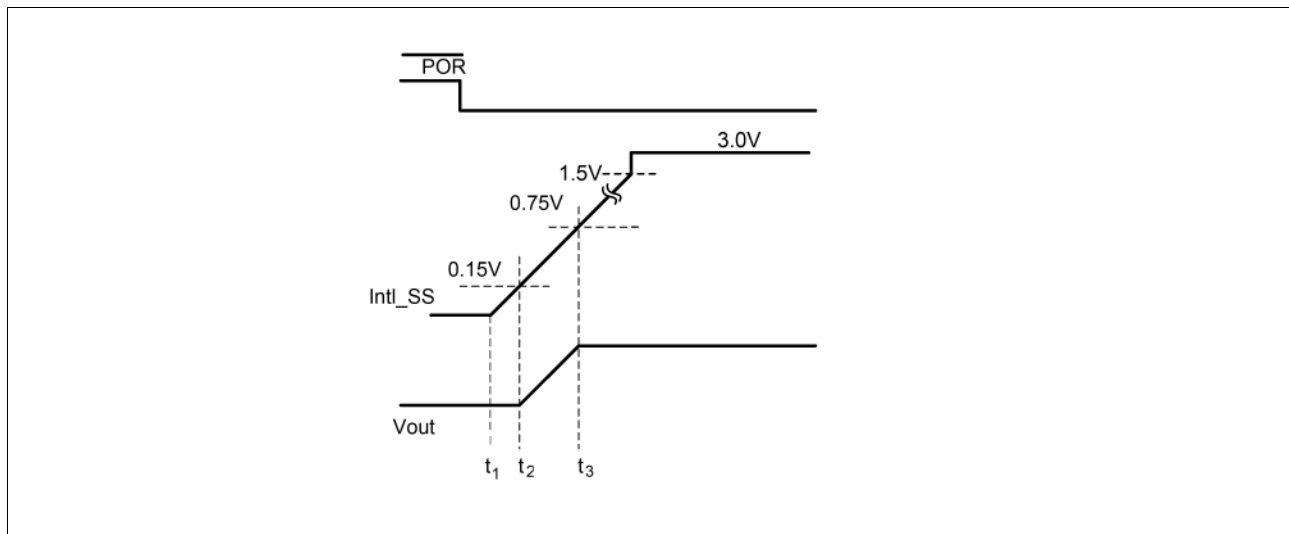 POR
3.0V
1.5V
0.75V
0.15V
Intl_SS
Vout
t₁ t₂ t₃